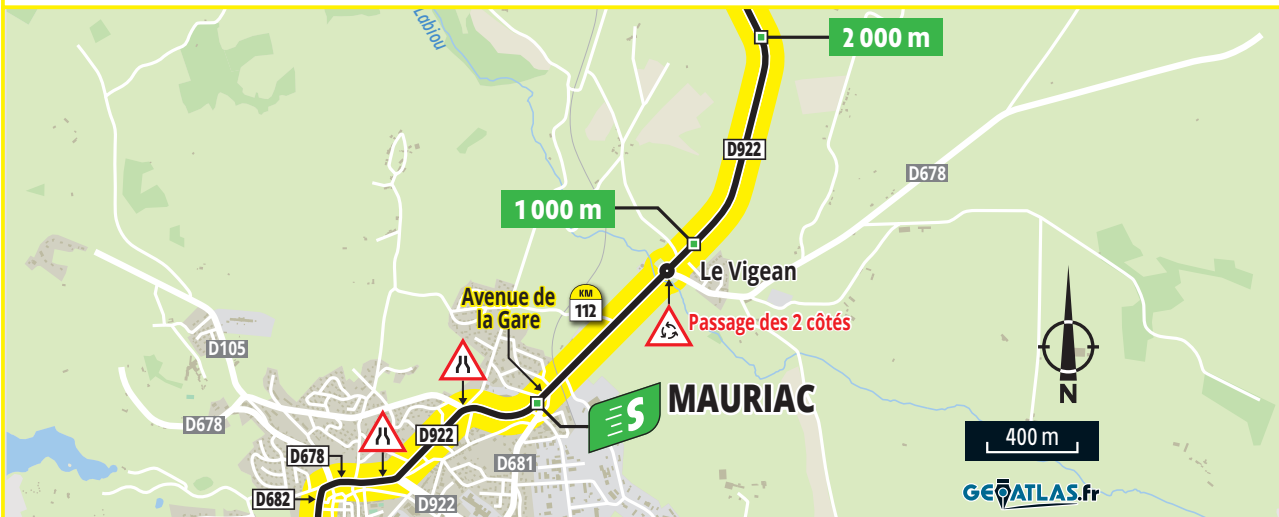 Labiou
2 000 m
D922
D678
1 000 m
Le Vigean
Avenue de
la Gare
KM
112
Passage des 2 côtés
D105
N
S
MAURIAC
D678
D922
400 m
D678
D681
D682
D922
GEOATLAS.fr